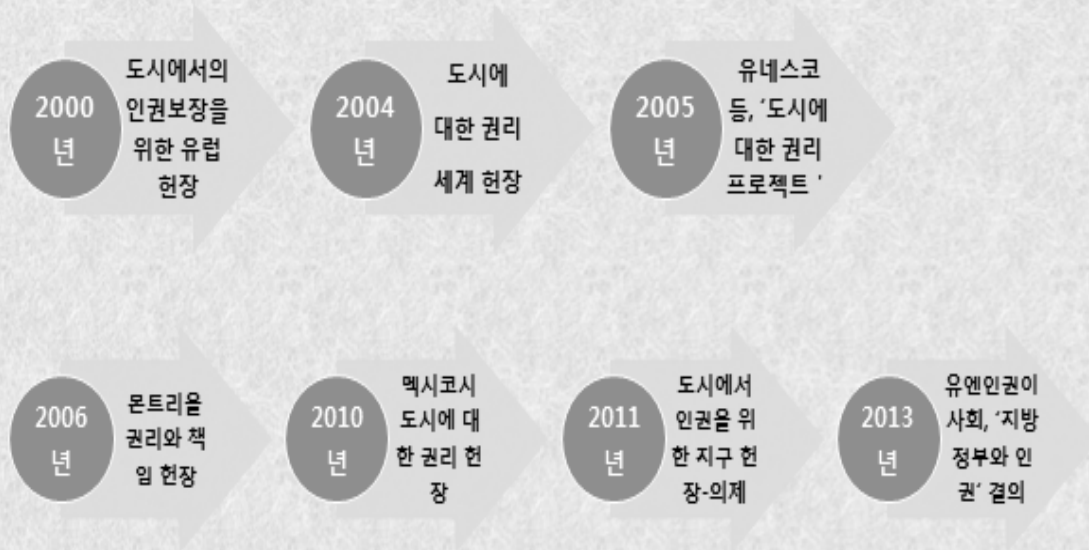 2000
년
도시에서의
인권보장을
위한 유럽
헌장
2004
년
도시에
대한 권리
세계 헌장
2005
년
유네스코
등, ‘도시에
대한 권리
프로젝트 ’
2006
년
몬트리올
권리와 책
임 헌장
2010
년
멕시코시
도시에 대
한 권리 헌
장
2011
년
도시에서
인권을 위
한 지구 헌
장-의제
2013
년
유엔인권이
사회, ‘지방
정부와 인
권’ 결의